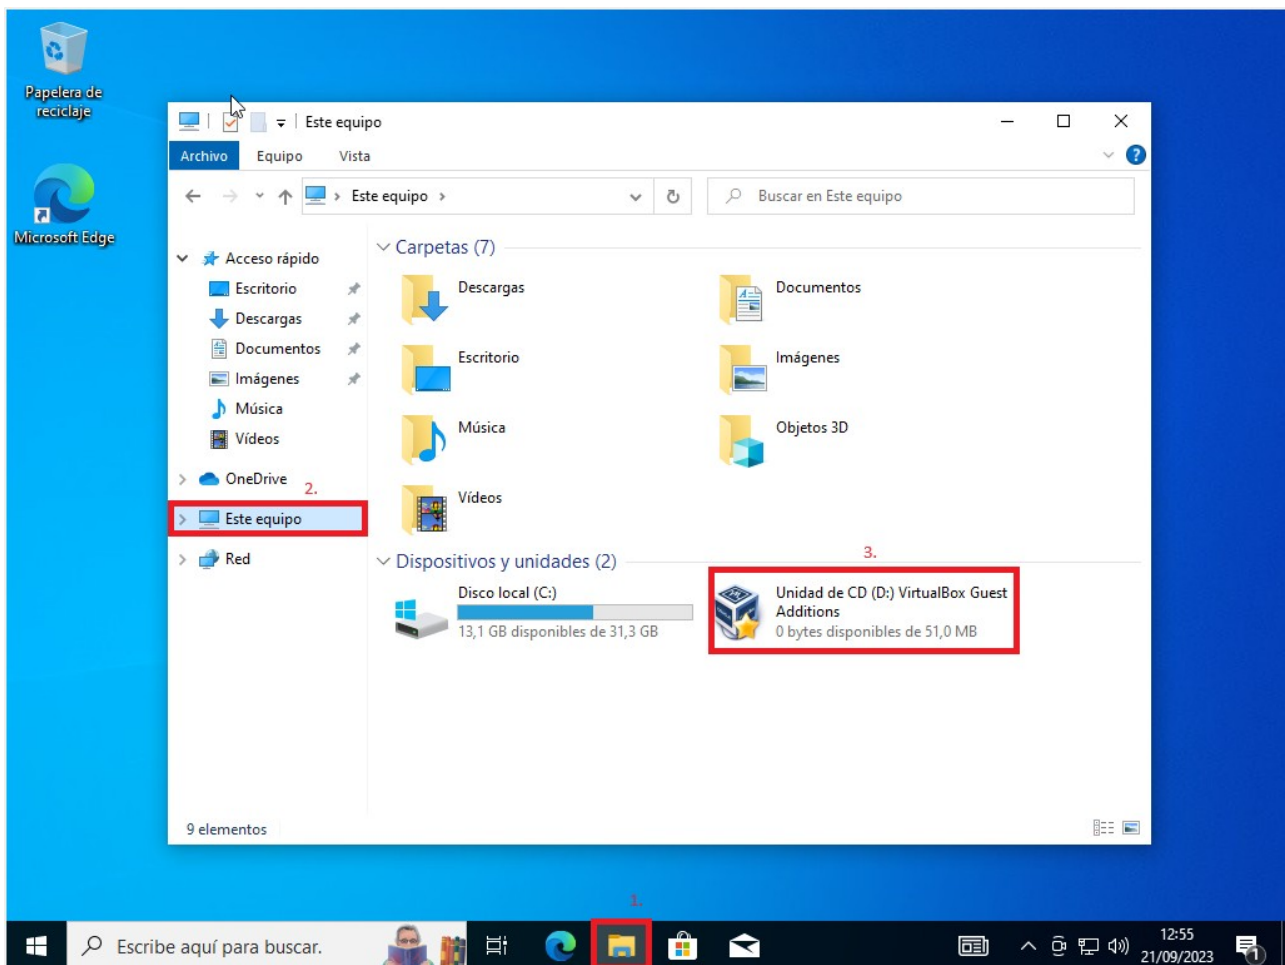 Papelera de
reciclaje
Microsoft Edge
Este equipo
Archivo Equipo Vista
Este equipo
Buscar en Este equipo
Acceso rápido
Escritorio
Descargas
Documentos
Imágenes
Música
Vídeos
OneDrive
2.
Este equipo
Red
Carpetas (7)
Descargas
Documentos
Escritorio
Imágenes
Música
Objetos 3D
Vídeos
Dispositivos y unidades (2)
3.
Disco local (C:)
13,1 GB disponibles de 31,3 GB
Unidad de CD (D:) VirtualBox Guest
Additions
0 bytes disponibles de 51,0 MB
9 elementos
1.
Escribe aquí para buscar.
12:55
21/09/2023
1